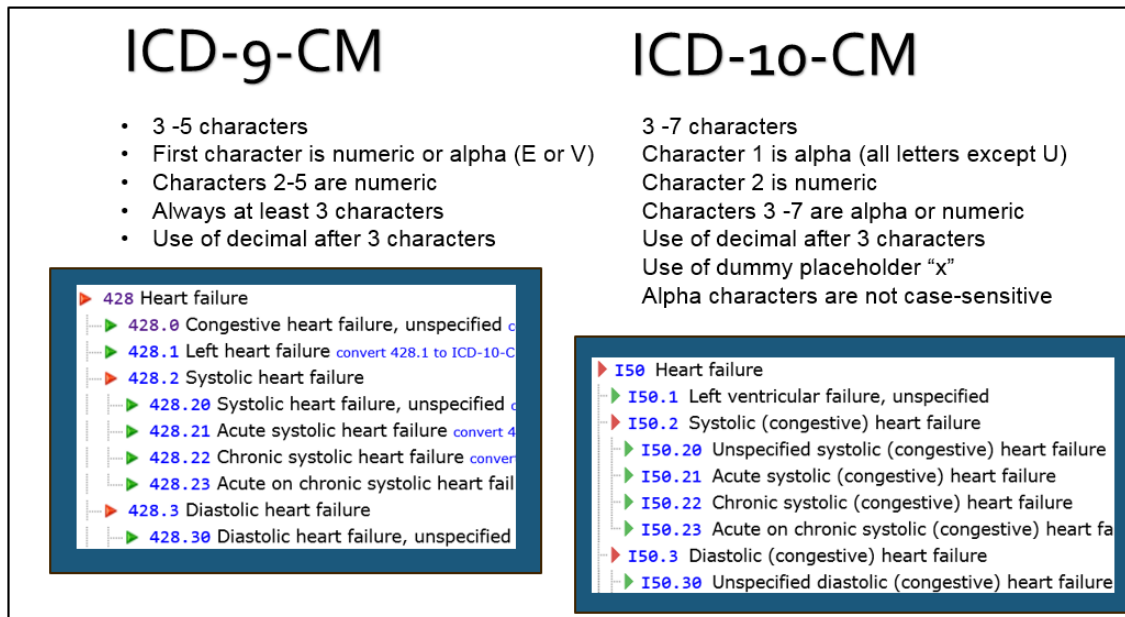 ICD-9-CM
• 3 -5 characters
• First character is numeric or alpha (E or V)
• Characters 2-5 are numeric
• Always at least 3 characters
• Use of decimal after 3 characters
428 Heart failure
428.0 Congestive heart failure, unspecified
428.1 Left heart failure convert 428.1 to ICD-10-C
428.2 Systolic heart failure
428.20 Systolic heart failure, unspecified
428.21 Acute systolic heart failure convert 4
428.22 Chronic systolic heart failure conver
428.23 Acute on chronic systolic heart fail
428.3 Diastolic heart failure
428.30 Diastolic heart failure, unspecified
ICD-10-CM
3 -7 characters
Character 1 is alpha (all letters except U)
Character 2 is numeric
Characters 3 -7 are alpha or numeric
Use of decimal after 3 characters
Use of dummy placeholder “x”
Alpha characters are not case-sensitive
I50 Heart failure
I50.1 Left ventricular failure, unspecified
I50.2 Systolic (congestive) heart failure
I50.20 Unspecified systolic (congestive) heart failure
I50.21 Acute systolic (congestive) heart failure
I50.22 Chronic systolic (congestive) heart failure
I50.23 Acute on chronic systolic (congestive) heart fa
I50.3 Diastolic (congestive) heart failure
I50.30 Unspecified diastolic (congestive) heart failure